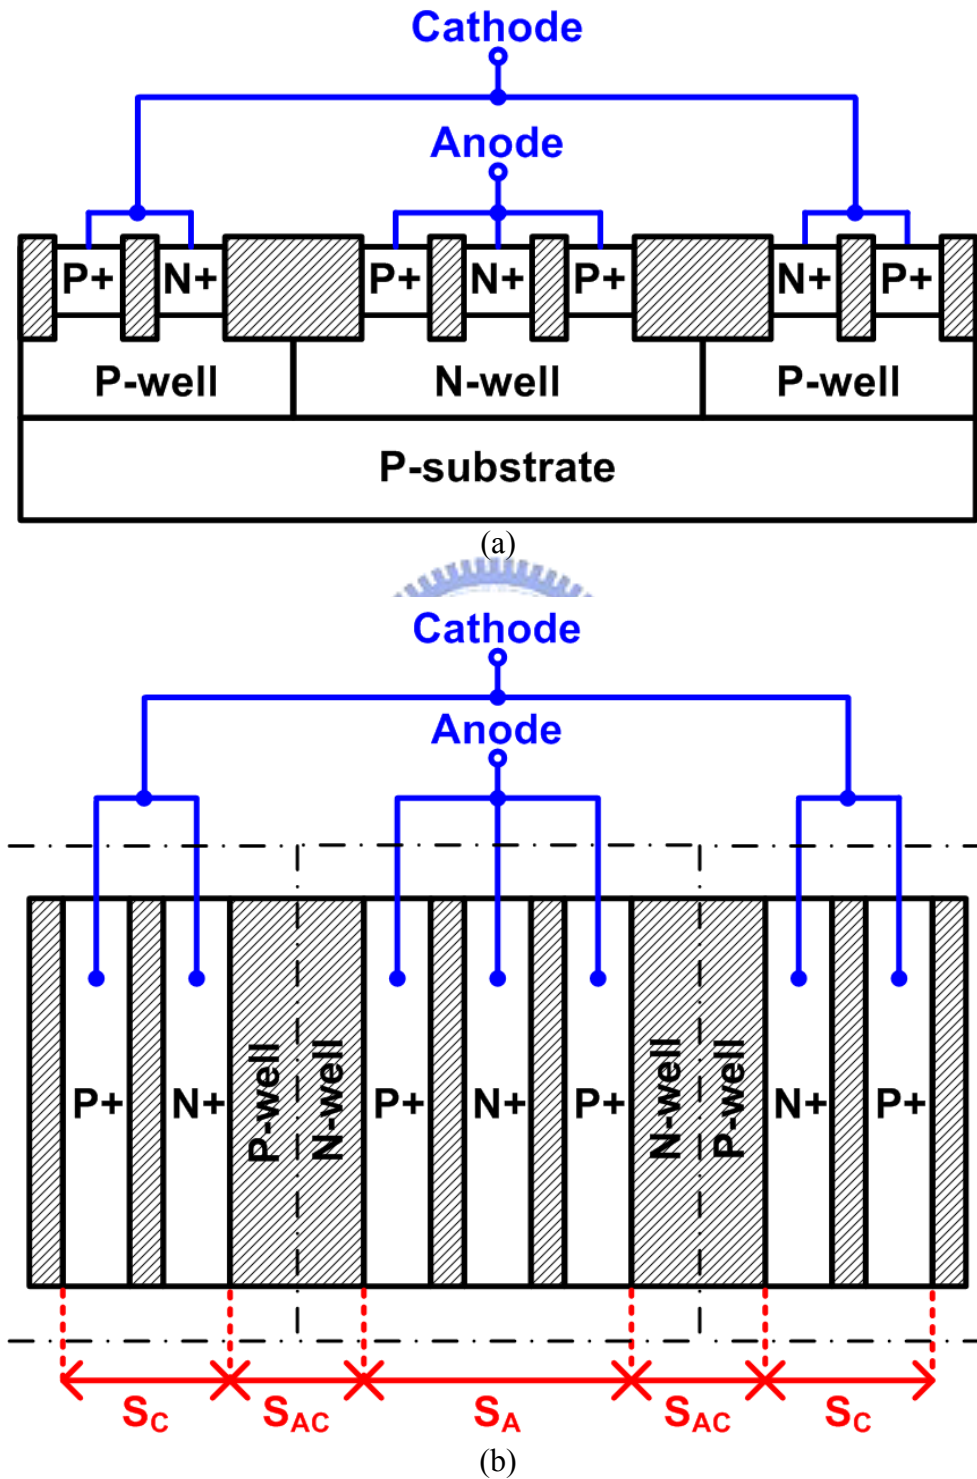 Cathode
Anode
P+ N+ P+ N+ P+ N+ P+
P-well N-well P-well
P-substrate
(a)
Cathode
Anode
P+ N+ P-well N-well P+ N+ P+ N-well P-well N+ P+
SC SAC SA SAC SC
(b)